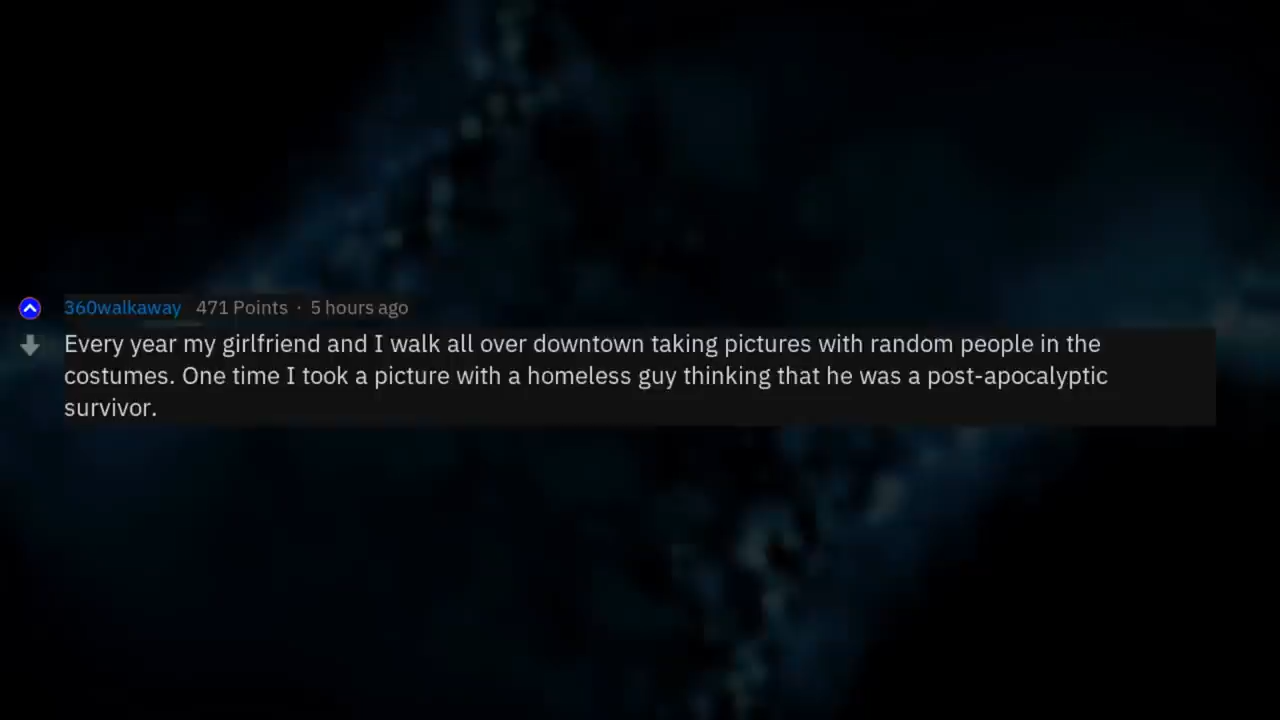 360walkaway 471 Points · 5 hours ago
Every year my girlfriend and I walk all over downtown taking pictures with random people in the
costumes. One time I took a picture with a homeless guy thinking that he was a post-apocalyptic
survivor.